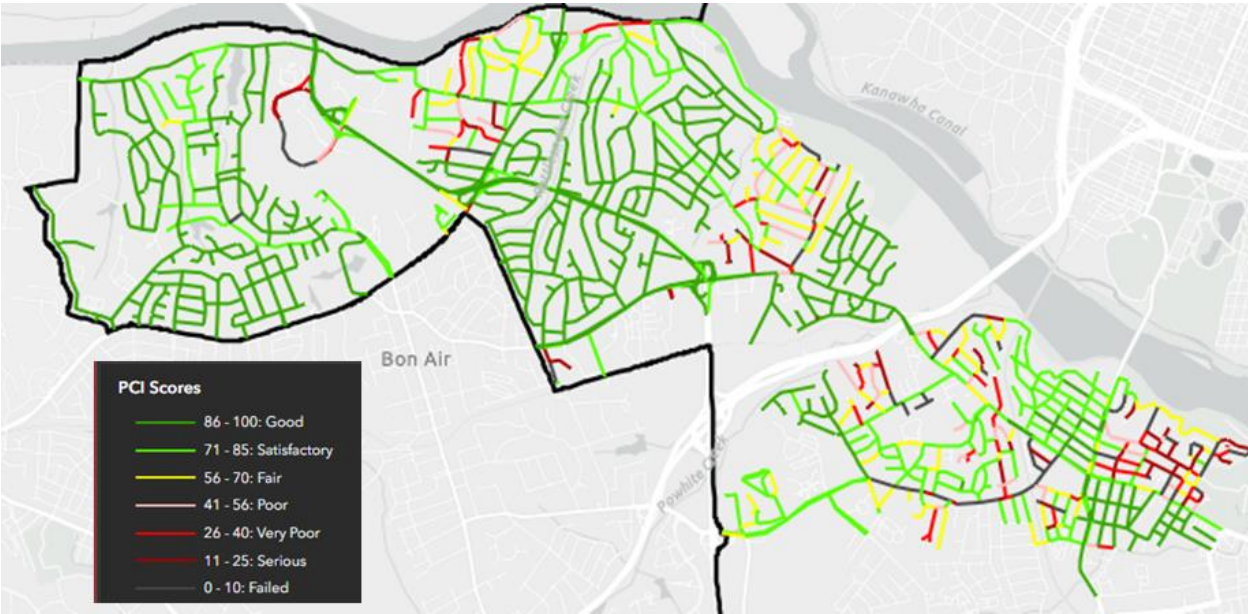 Kanawha Canal
Creek
Bon Air
Powhite Creek
PCI Scores
86 - 100: Good
71 - 85: Satisfactory
56 - 70: Fair
41 - 56: Poor
26 - 40: Very Poor
11 - 25: Serious
0 - 10: Failed